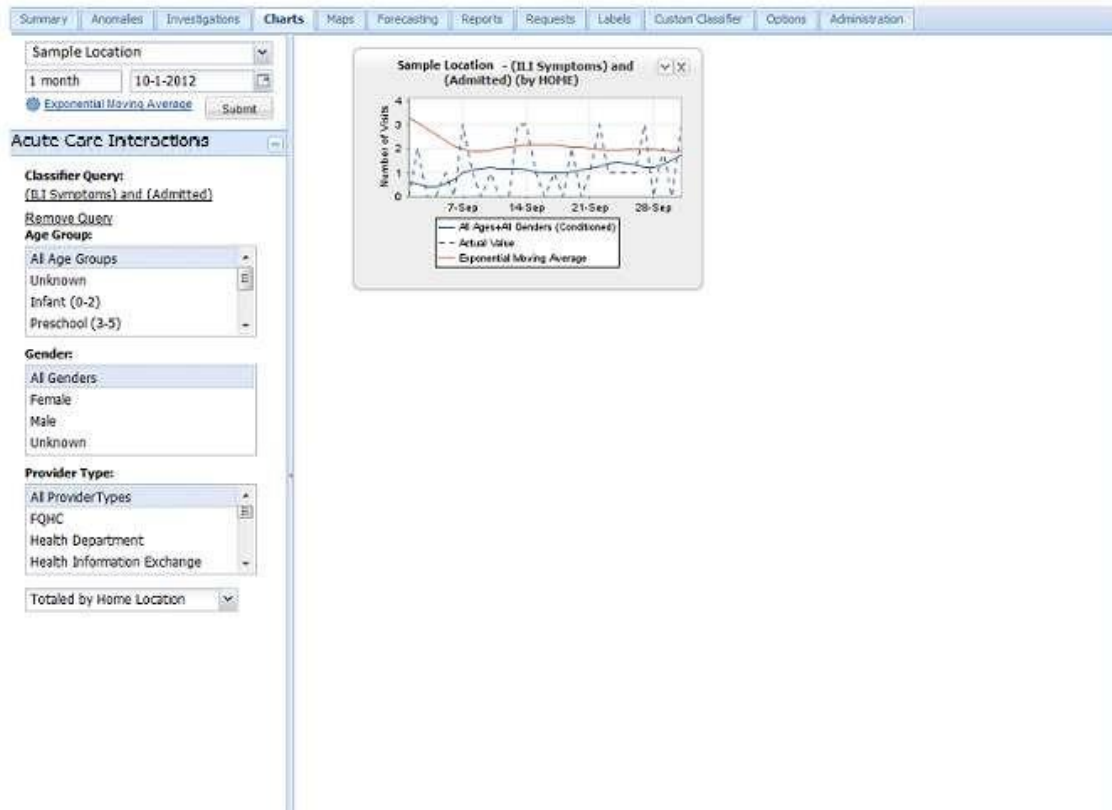 Summary Anomalies Investigations Charts Maps Forecasting Reports Requests Labels Custom Classifier Options Administration
Sample Location
1 month 10-1-2012
Exponential Moving Average Submit
Acute Care Interactions
Classifier Query:
(ILI Symptoms) and (Admitted)
Remove Query
Age Group:
All Age Groups
Unknown
Infant (0-2)
Preschool (3-5)
Gender:
All Genders
Female
Male
Unknown
Provider Type:
All ProviderTypes
FQHC
Health Department
Health Information Exchange
Totaled by Home Location
Sample Location - (ILI Symptoms) and
(Admitted) (by HOME)
Number of Visits
4
3
2
1
0
7-Sep 14-Sep 21-Sep 28-Sep
All Ages+All Genders (Conditioned)
Actual Value
Exponential Moving Average